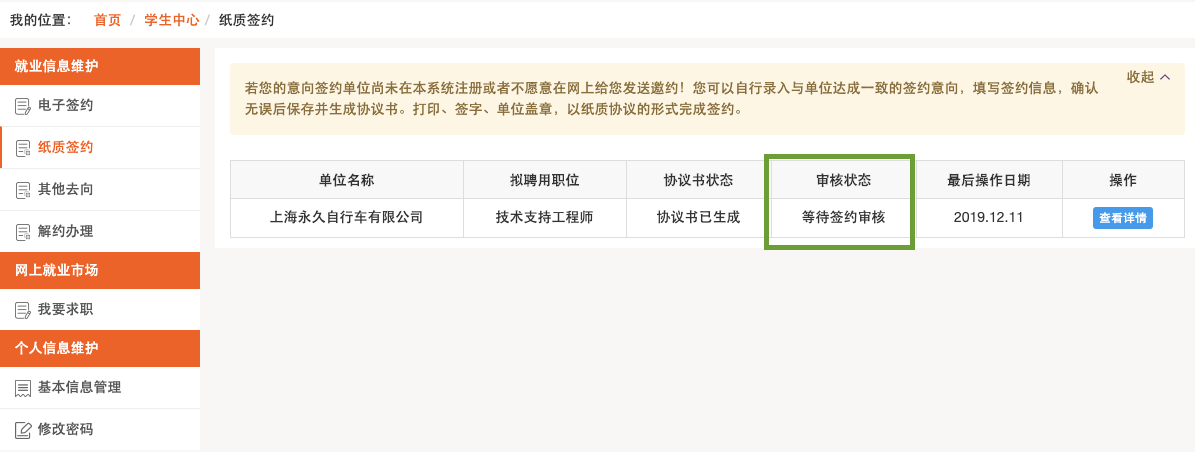 我的位置： 首页 / 学生中心 / 纸质签约
就业信息维护
电子签约
纸质签约
其他去向
解约办理
网上就业市场
我要求职
个人信息维护
基本信息管理
修改密码
收起
若您的意向签约单位尚未在本系统注册或者不愿意在网上给您发送邀约！您可以自行录入与单位达成一致的签约意向，填写签约信息，确认
无误后保存并生成协议书。打印、签字、单位盖章，以纸质协议的形式完成签约。
单位名称 拟聘用职位 协议书状态 审核状态 最后操作日期 操作
上海永久自行车有限公司 技术支持工程师 协议书已生成 等待签约审核 2019.12.11 查看详情